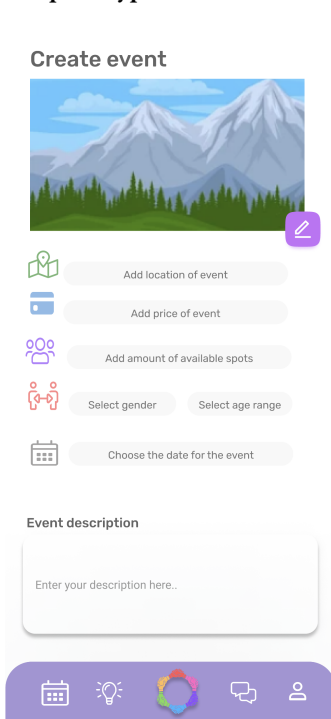 Create event
Add location of event
Add price of event
Add amount of available spots
Select gender
Select age range
Choose the date for the event
Event description
Enter your description here..